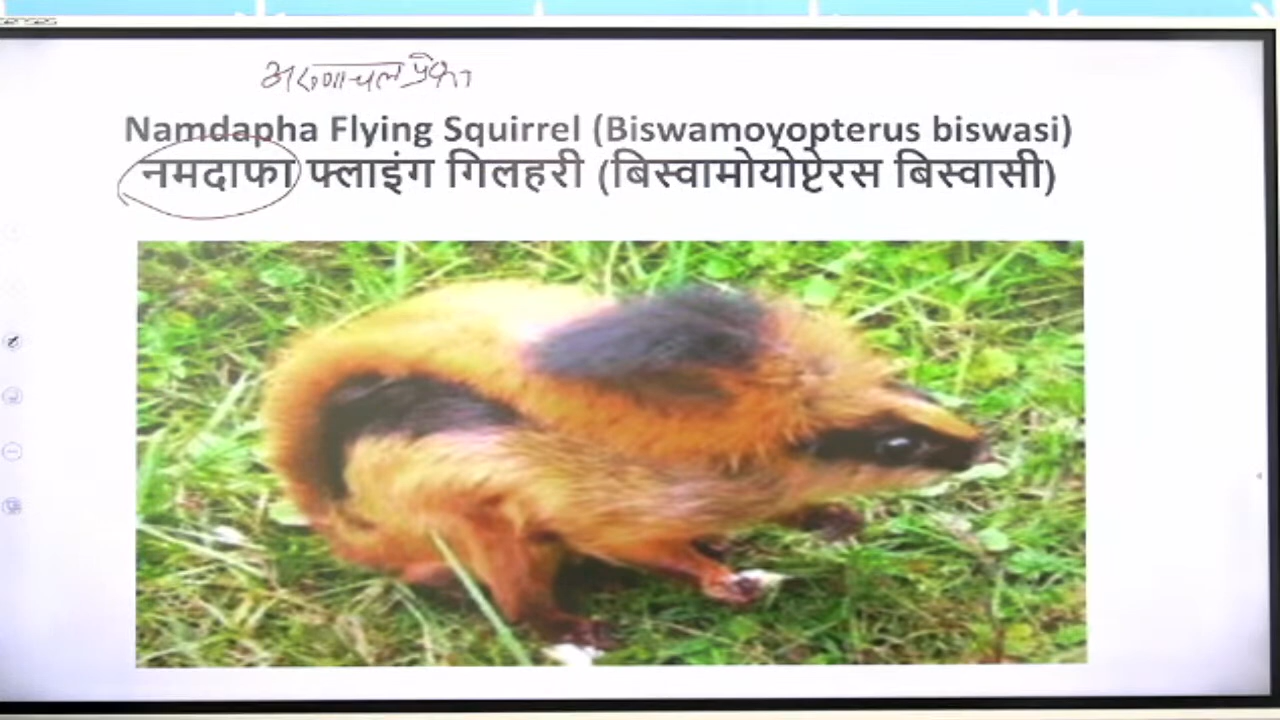 अरुणाचल प्रदेश
Namdapha Flying Squirrel (Biswamoyopterus biswasi)
नमदाफा फ्लाइंग गिलहरी (बिस्वामोयोप्टेरस बिस्वासी)